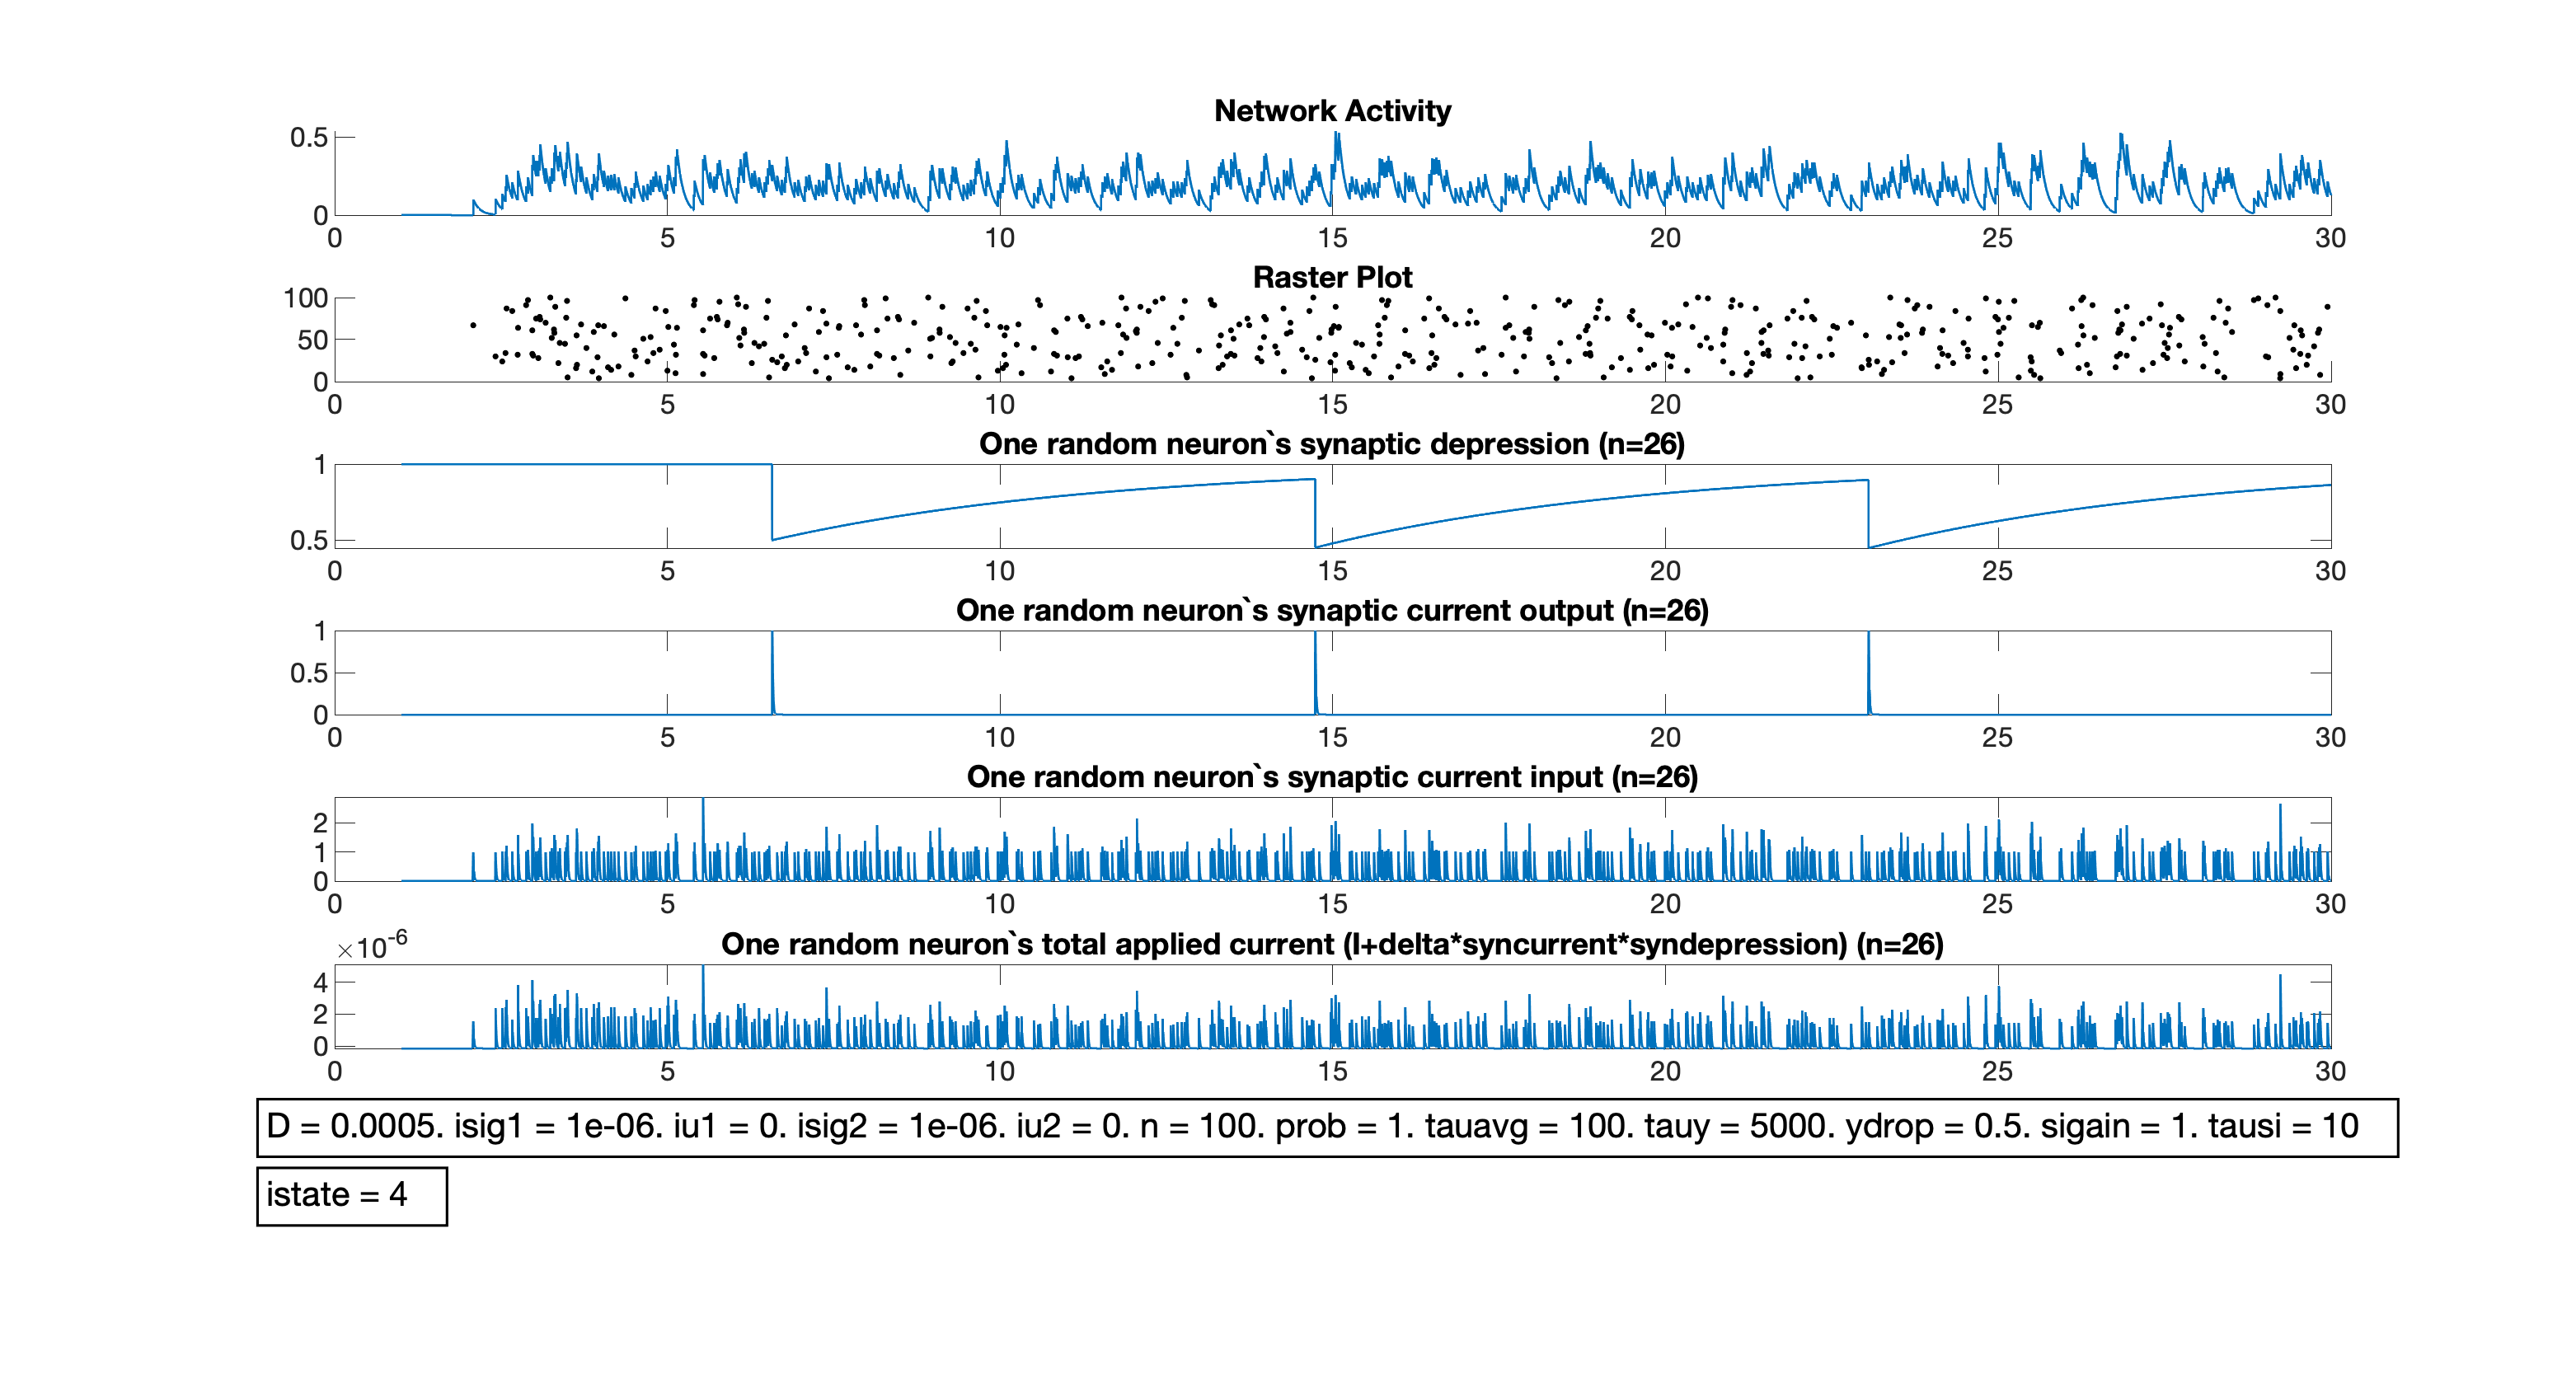 Network Activity
0.5
0
0 5 10 15 20 25 30
Raster Plot
100
50
0
0 5 10 15 20 25 30
One random neuron`s synaptic depression (n=26)
1
0.5
0 5 10 15 20 25 30
One random neuron`s synaptic current output (n=26)
1
0.5
0
0 5 10 15 20 25 30
One random neuron`s synaptic current input (n=26)
2
1
0
0 5 10 15 20 25 30
×10-6
One random neuron`s total applied current (I+delta*syncurrent*syndepression) (n=26)
4
2
0
0 5 10 15 20 25 30
D = 0.0005. isig1 = 1e-06. iu1 = 0. isig2 = 1e-06. iu2 = 0. n = 100. prob = 1. tauavg = 100. tauy = 5000. ydrop = 0.5. sigain = 1. tausi = 10
istate = 4